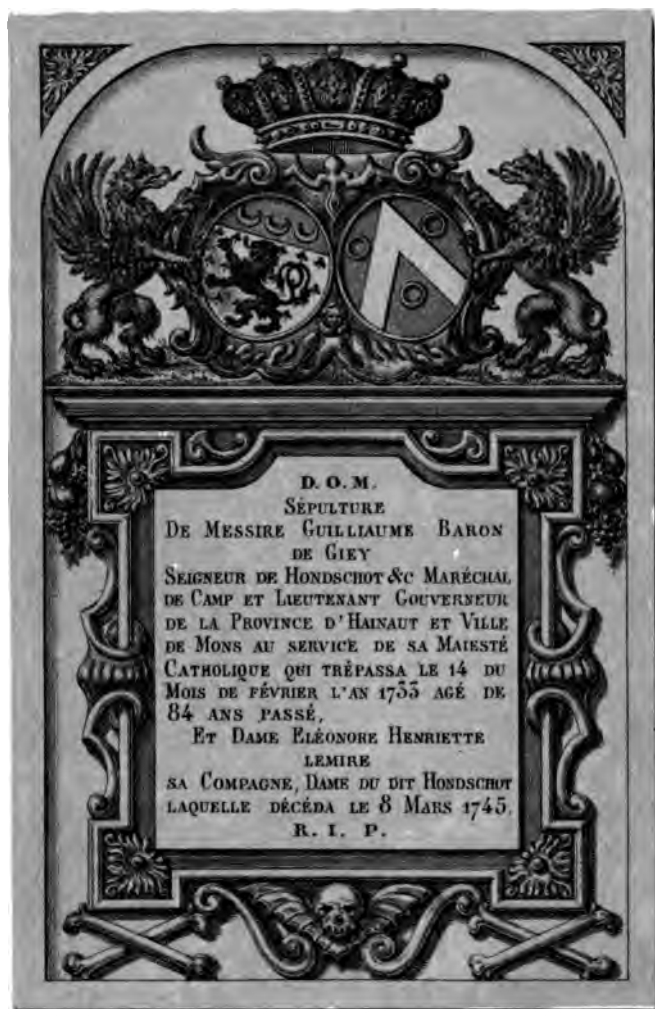 D. O. M.
SÉPULTURE
DE MESSIRE GUILLIAUME BARON
DE GIEY
SEIGNEUR DE HONDSCHOT &C MARÉCHAL
DE CAMP ET LIEUTENANT GOUVERNEUR
DE LA PROVINCE D'HAINAUT ET VILLE
DE MONS AU SERVICE DE SA MAIESTÉ
CATHOLIQUE QUI TRÉPASSA LE 14 DU
MOIS DE FÉVRIER L'AN 1733 AGÉ DE
84 ANS PASSÉ,
ET DAME ELÉONORE HENRIETTE
LEMIRE
SA COMPAGNE, DAME DU DIT HONDSCHOT
LAQUELLE DÉCÉDA LE 8 MARS 1745.
R. I. P.